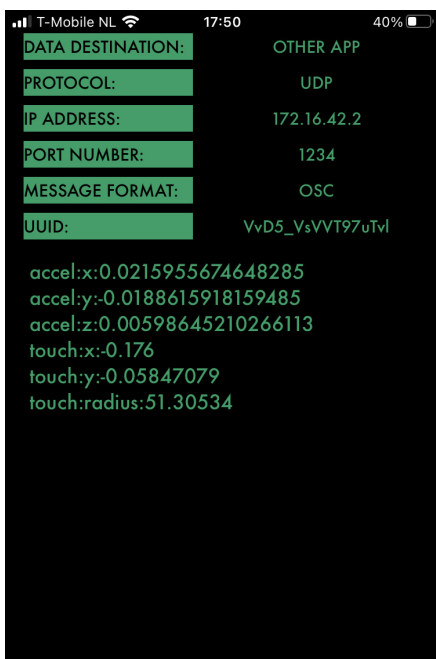 T-Mobile NL 17:50 40%
DATA DESTINATION: OTHER APP
PROTOCOL: UDP
IP ADDRESS: 172.16.42.2
PORT NUMBER: 1234
MESSAGE FORMAT: OSC
UUID: VvD5_VsVVT97uTvl
accel:x:0.0215955674648285
accel:y:-0.0188615918159485
accel:z:0.00598645210266113
touch:x:-0.176
touch:y:-0.05847079
touch:radius:51.30534